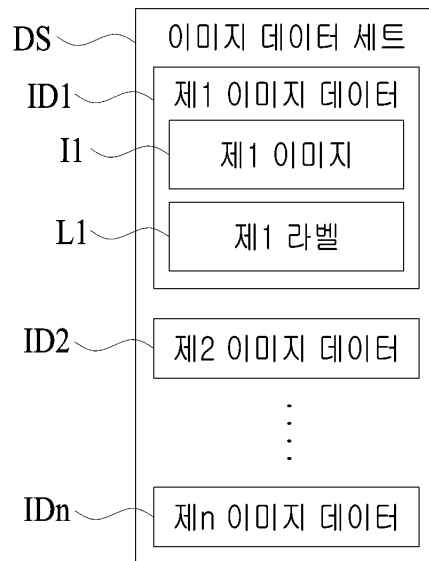 DS 이미지 데이터 세트
ID1 제1 이미지 데이터
I1 제1 이미지
L1 제1 라벨
ID2 제2 이미지 데이터
IDn 제n 이미지 데이터